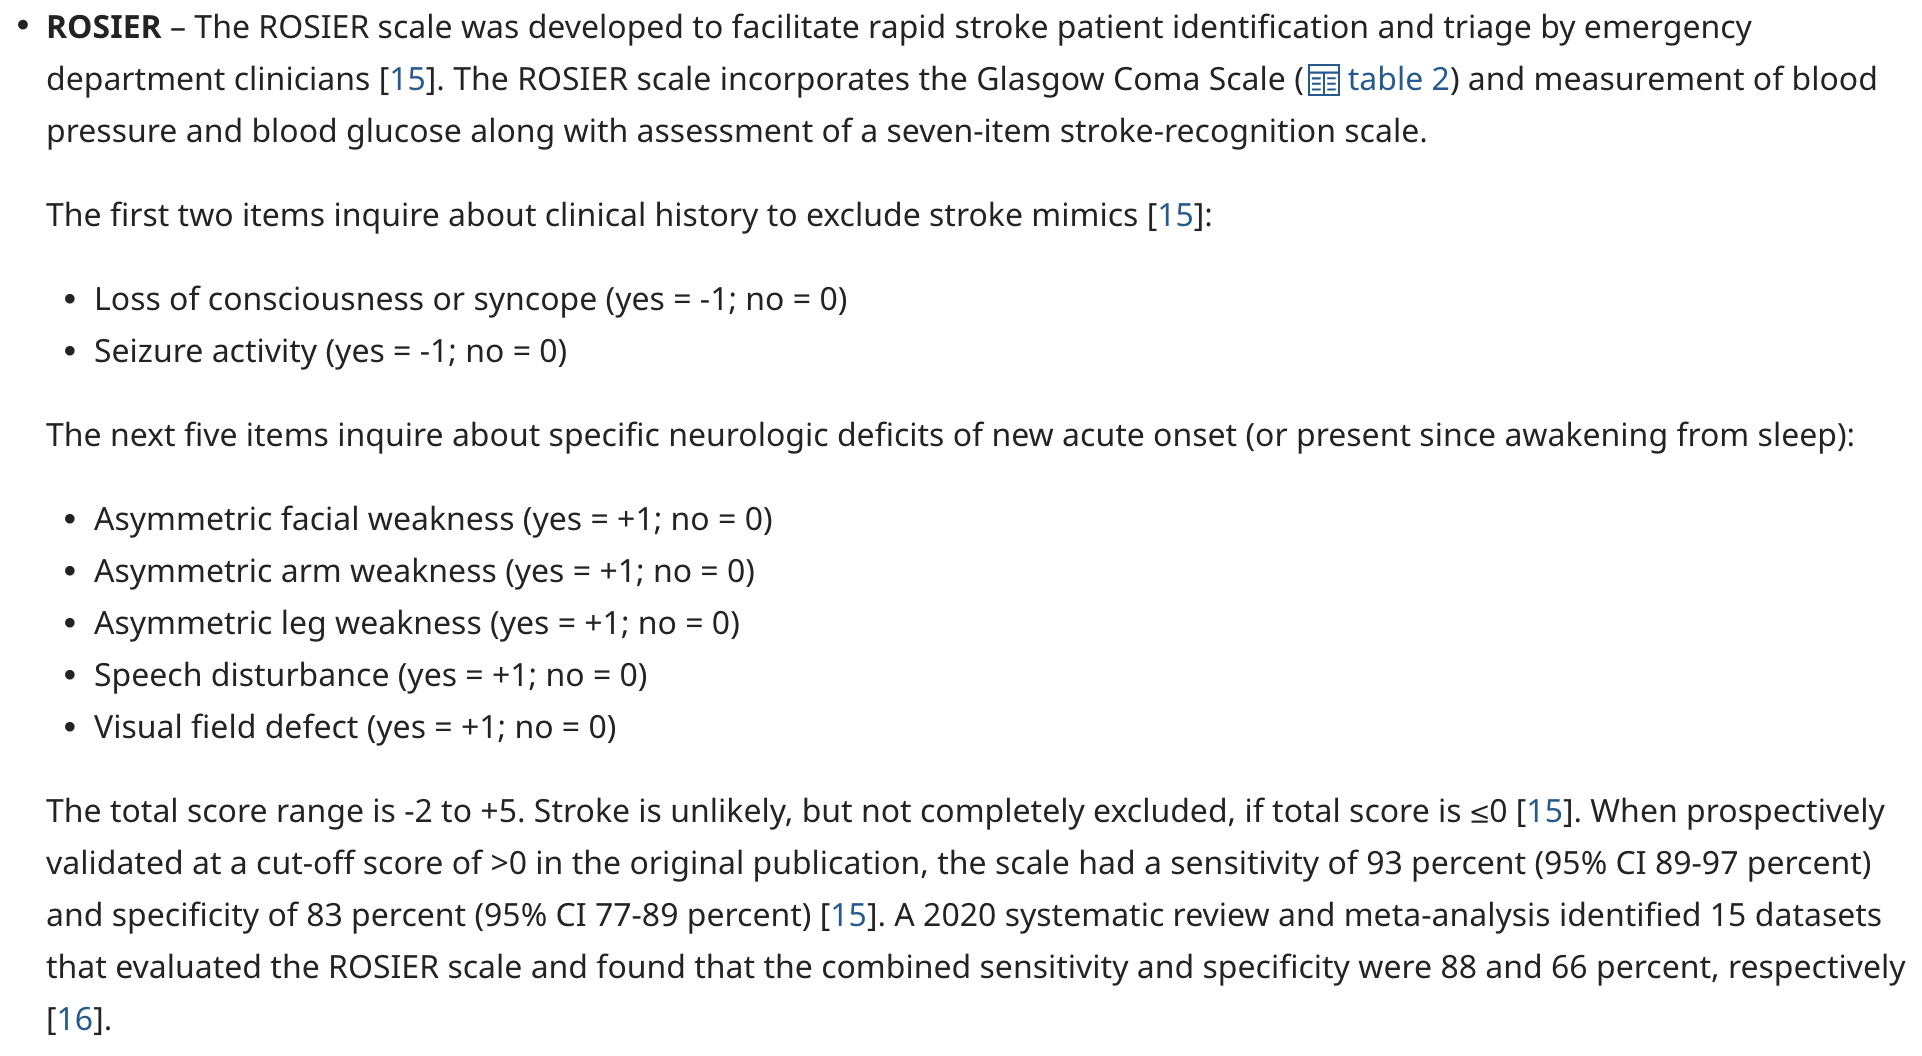 • ROSIER – The ROSIER scale was developed to facilitate rapid stroke patient identification and triage by emergency
department clinicians [15]. The ROSIER scale incorporates the Glasgow Coma Scale ( table 2) and measurement of blood
pressure and blood glucose along with assessment of a seven-item stroke-recognition scale.
The first two items inquire about clinical history to exclude stroke mimics [15]:
• Loss of consciousness or syncope (yes = -1; no = 0)
• Seizure activity (yes = -1; no = 0)
The next five items inquire about specific neurologic deficits of new acute onset (or present since awakening from sleep):
• Asymmetric facial weakness (yes = +1; no = 0)
• Asymmetric arm weakness (yes = +1; no = 0)
• Asymmetric leg weakness (yes = +1; no = 0)
• Speech disturbance (yes = +1; no = 0)
• Visual field defect (yes = +1; no = 0)
The total score range is -2 to +5. Stroke is unlikely, but not completely excluded, if total score is ≤0 [15]. When prospectively
validated at a cut-off score of >0 in the original publication, the scale had a sensitivity of 93 percent (95% CI 89-97 percent)
and specificity of 83 percent (95% CI 77-89 percent) [15]. A 2020 systematic review and meta-analysis identified 15 datasets
that evaluated the ROSIER scale and found that the combined sensitivity and specificity were 88 and 66 percent, respectively
[16].